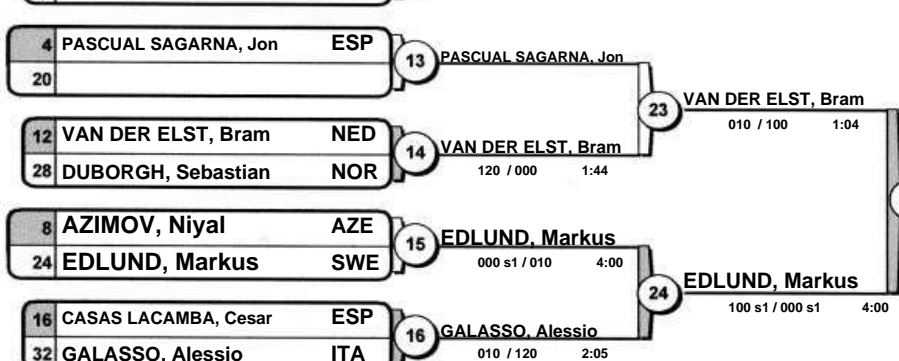 4 PASCUAL SAGARNA, Jon ESP
20
13 PASCUAL SAGARNA, Jon
12 VAN DER ELST, Bram NED
28 DUBORGH, Sebastian NOR
14 VAN DER ELST, Bram
120 / 000 1:44
23 VAN DER ELST, Bram
010 / 100 1:04
8 AZIMOV, Niyal AZE
24 EDLUND, Markus SWE
15 EDLUND, Markus
000 s1 / 010 4:00
16 CASAS LACAMBA, Cesar ESP
32 GALASSO, Alessio ITA
16 GALASSO, Alessio
010 / 120 2:05
24 EDLUND, Markus
100 s1 / 000 s1 4:00